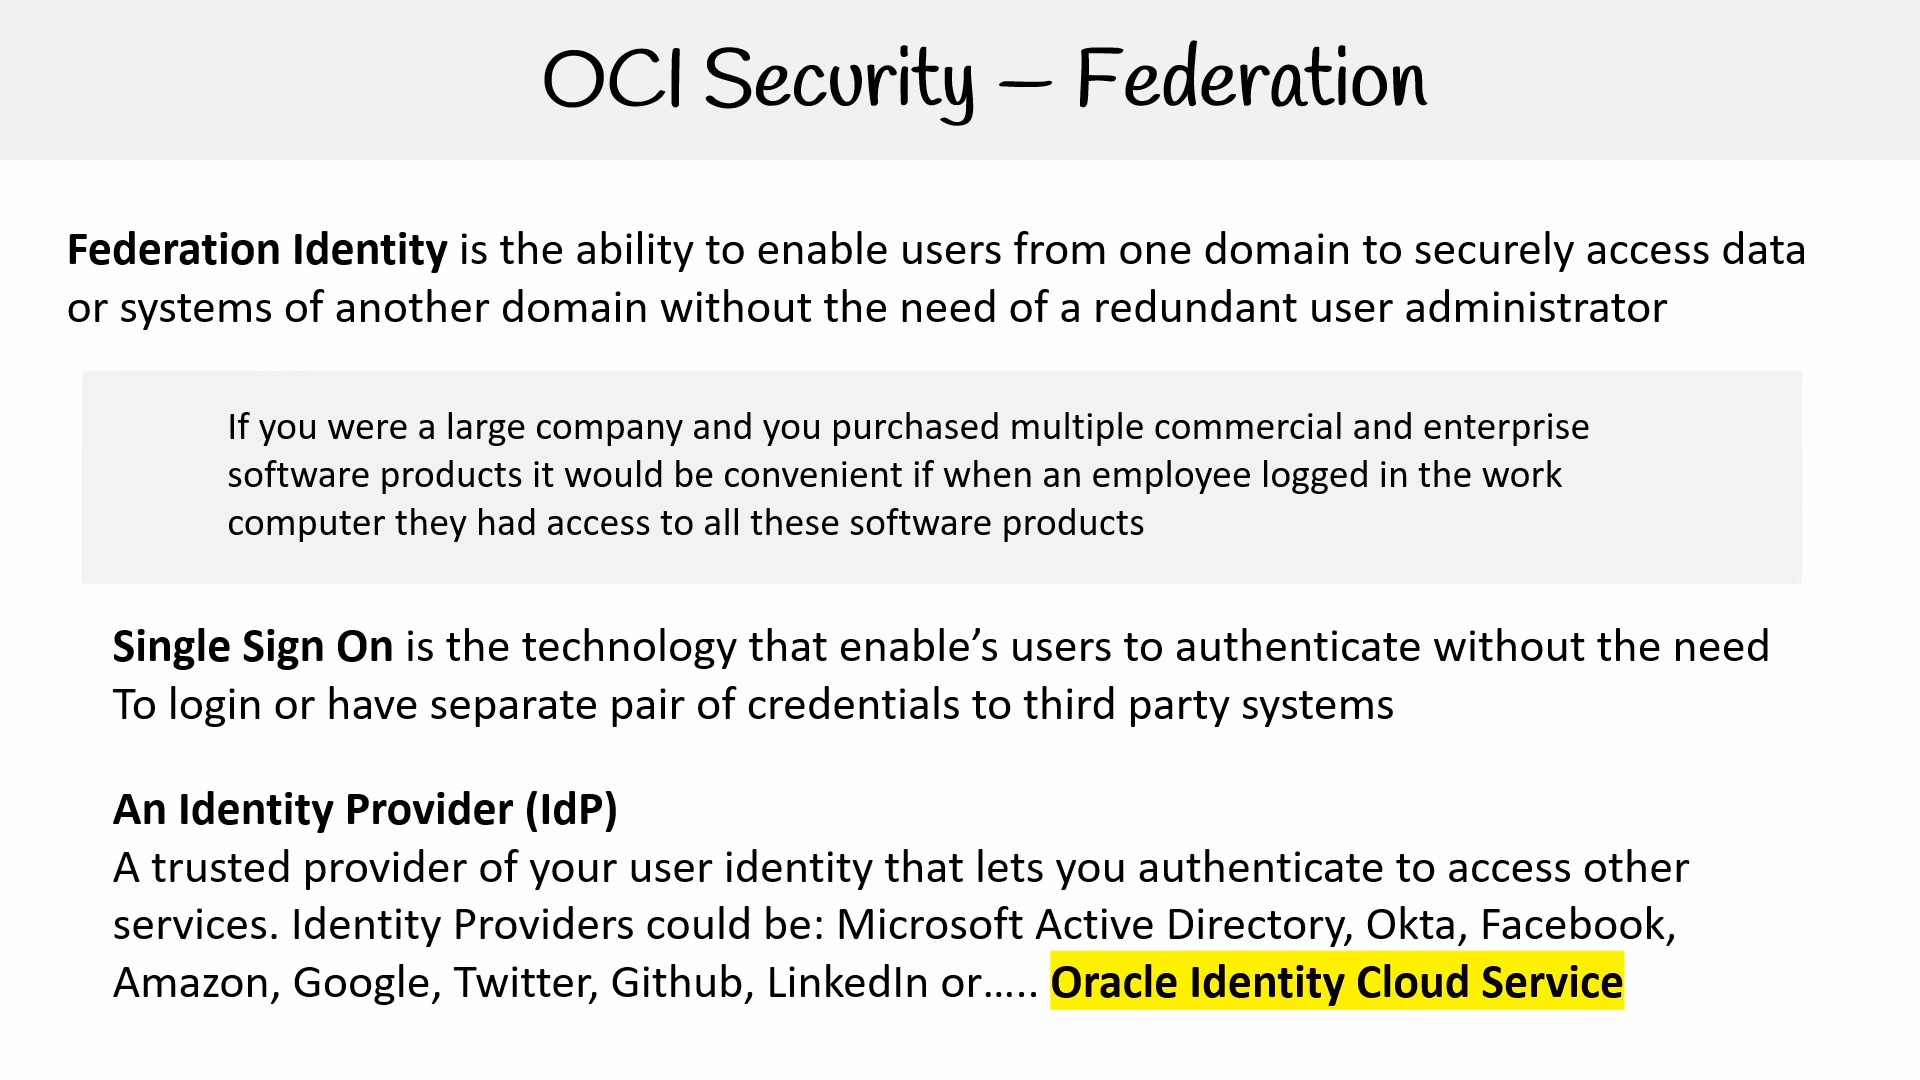 OCI Security – Federation
Federation Identity is the ability to enable users from one domain to securely access data
or systems of another domain without the need of a redundant user administrator
If you were a large company and you purchased multiple commercial and enterprise
software products it would be convenient if when an employee logged in the work
computer they had access to all these software products
Single Sign On is the technology that enable’s users to authenticate without the need
To login or have separate pair of credentials to third party systems
An Identity Provider (IdP)
A trusted provider of your user identity that lets you authenticate to access other
services. Identity Providers could be: Microsoft Active Directory, Okta, Facebook,
Amazon, Google, Twitter, Github, LinkedIn or….. Oracle Identity Cloud Service